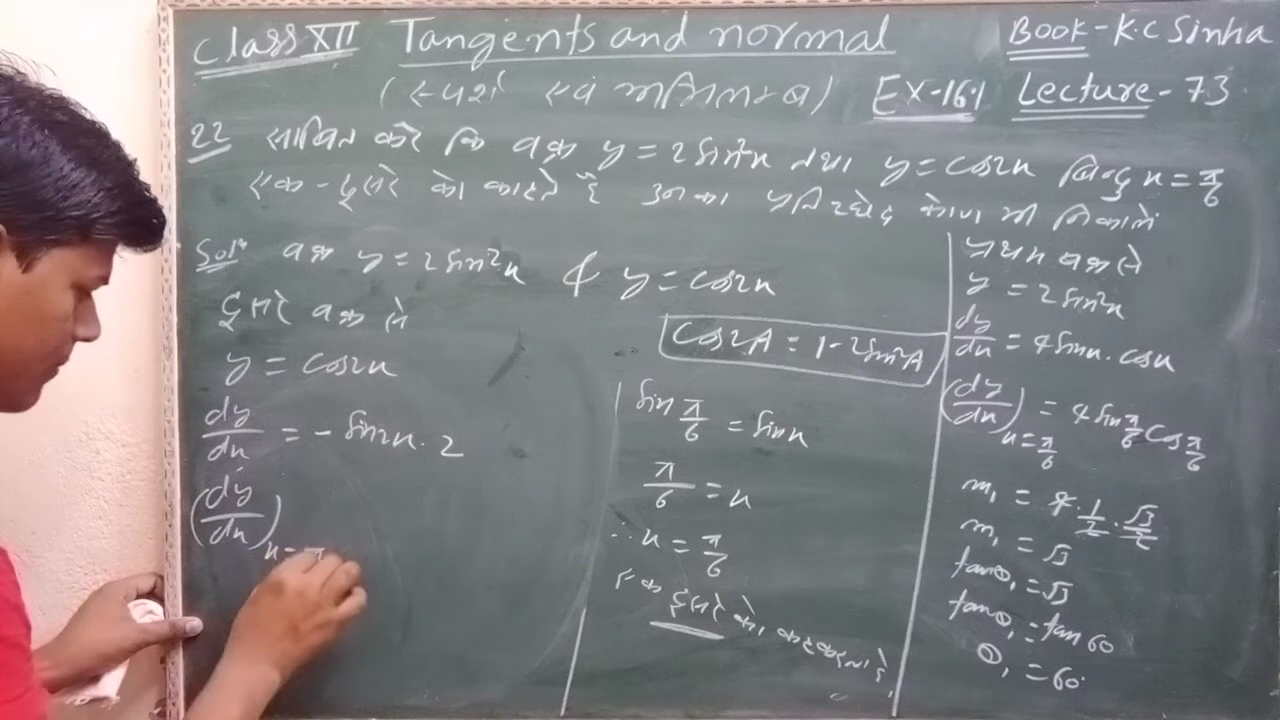 Class XII Tangents and normal Book - K.C Sinha
(स्पर्श एवं अभिलम्ब) EX-16.1 Lecture - 73
22 साबित करें कि वक्र y = 2sin²x तथा y = cos2x बिन्दु x = π/6
एक - दूसरे को काटते हैं उनका प्रतिच्छेद कोण भी निकालें
Solⁿ वक्र y = 2sin²x & y = cos2x
दूसरे वक्र से
y = cos2x
dy/dx = - sin2x · 2
(dy/dx) x = π
cos2A = 1 - 2sin²A
sin π/6 = sinx
π/6 = x
∴ x = π/6
एक दूसरे को
प्रथम वक्र से
y = 2sin²x
dy/dx = 4sinx · cosx
(dy/dx) x = π/6 = 4 sin π/6 cos π/6
m₁ = 4 · 1/2 · √3/2
m₁ = √3
tanθ₁ = √3
tanθ₁ = tan 60
θ₁ = 60°